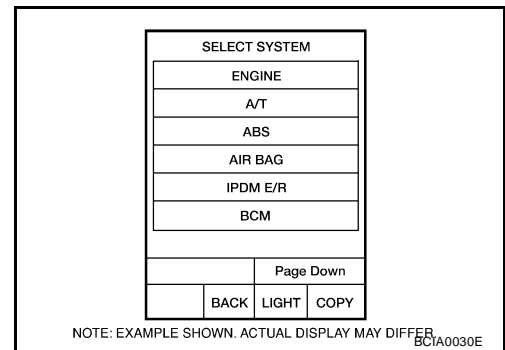 SELECT SYSTEM
ENGINE
A/T
ABS
AIR BAG
IPDM E/R
BCM
Page Down
BACK LIGHT COPY
NOTE: EXAMPLE SHOWN. ACTUAL DISPLAY MAY DIFFER
BCIA0030E